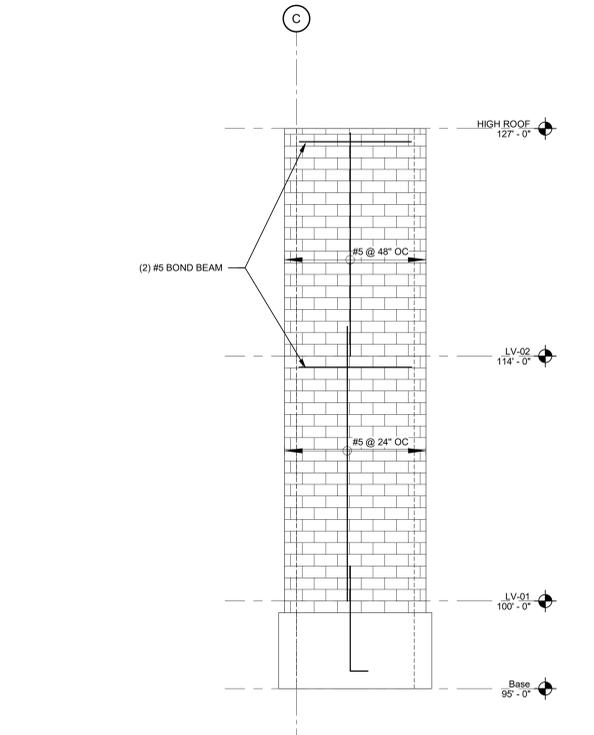 C
HIGH ROOF
127' - 0"
#5 @ 48" OC
(2) #5 BOND BEAM
LV-02
114' - 0"
#5 @ 24" OC
LV-01
100' - 0"
Base
95' - 0"